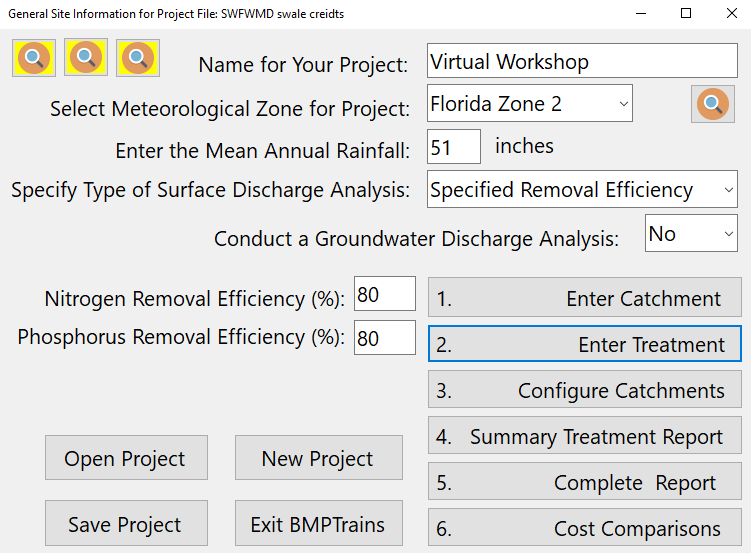 General Site Information for Project File: SWFWMD swale creidts
Name for Your Project: Virtual Workshop
Select Meteorological Zone for Project: Florida Zone 2
Enter the Mean Annual Rainfall: 51 inches
Specify Type of Surface Discharge Analysis: Specified Removal Efficiency
Conduct a Groundwater Discharge Analysis: No
Nitrogen Removal Efficiency (%): 80
1. Enter Catchment
Phosphorus Removal Efficiency (%): 80
2. Enter Treatment
3. Configure Catchments
4. Summary Treatment Report
Open Project New Project
5. Complete Report
Save Project Exit BMPTrains
6. Cost Comparisons